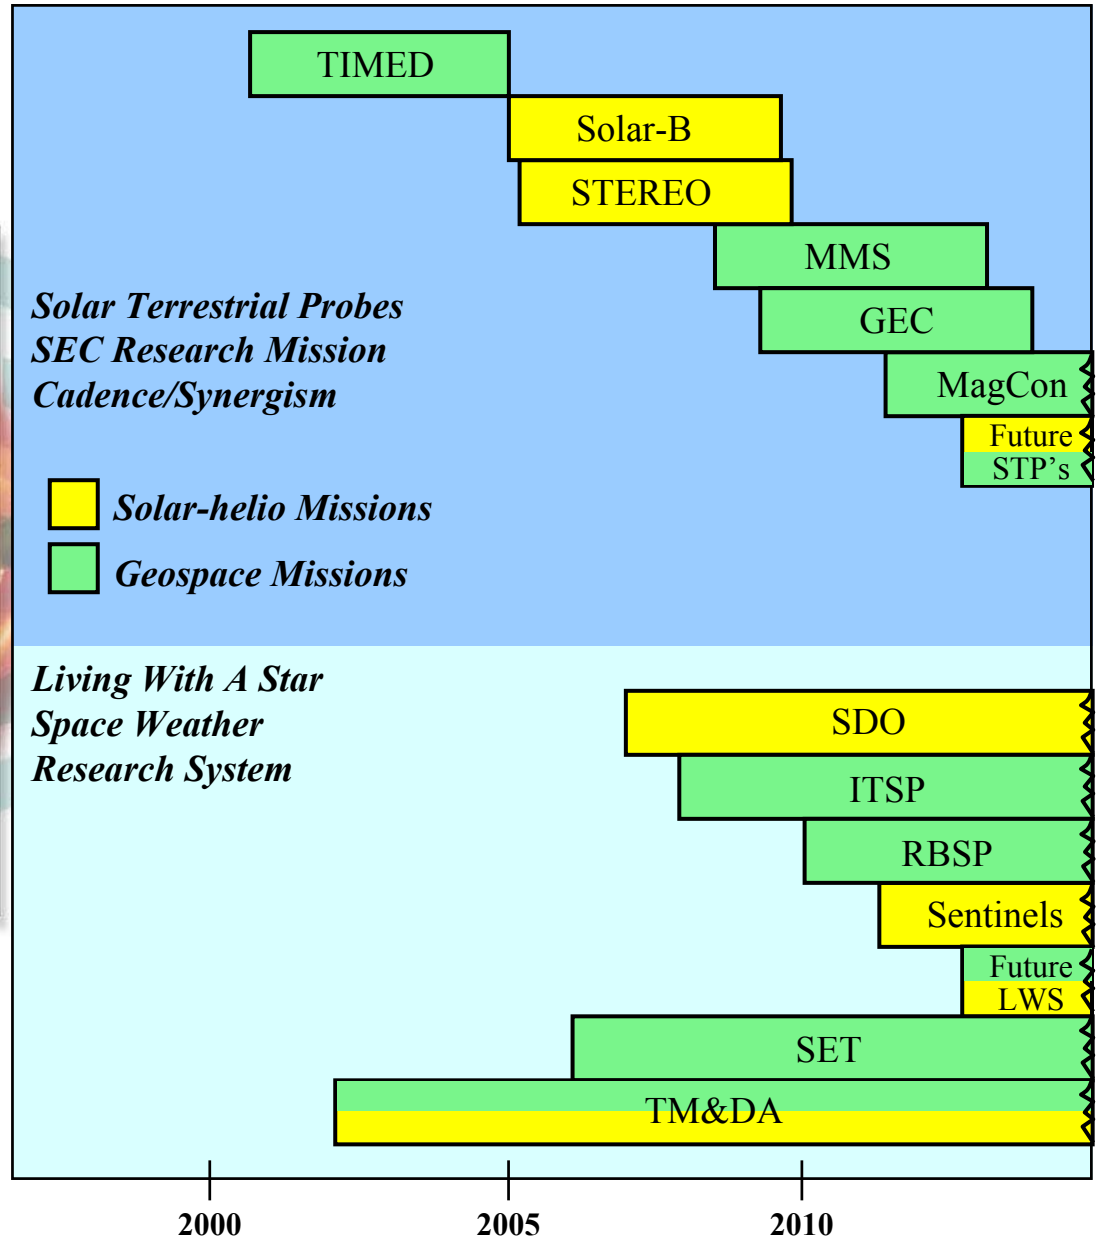 TIMED
Solar-B
STEREO
MMS
GEC
MagCon
Future
STP's
Solar Terrestrial Probes
SEC Research Mission
Cadence/Synergism
Solar-helio Missions
Geospace Missions
Living With A Star
Space Weather
Research System
SDO
ITSP
RBSP
Sentinels
Future
LWS
SET
TM&DA
2000 2005 2010